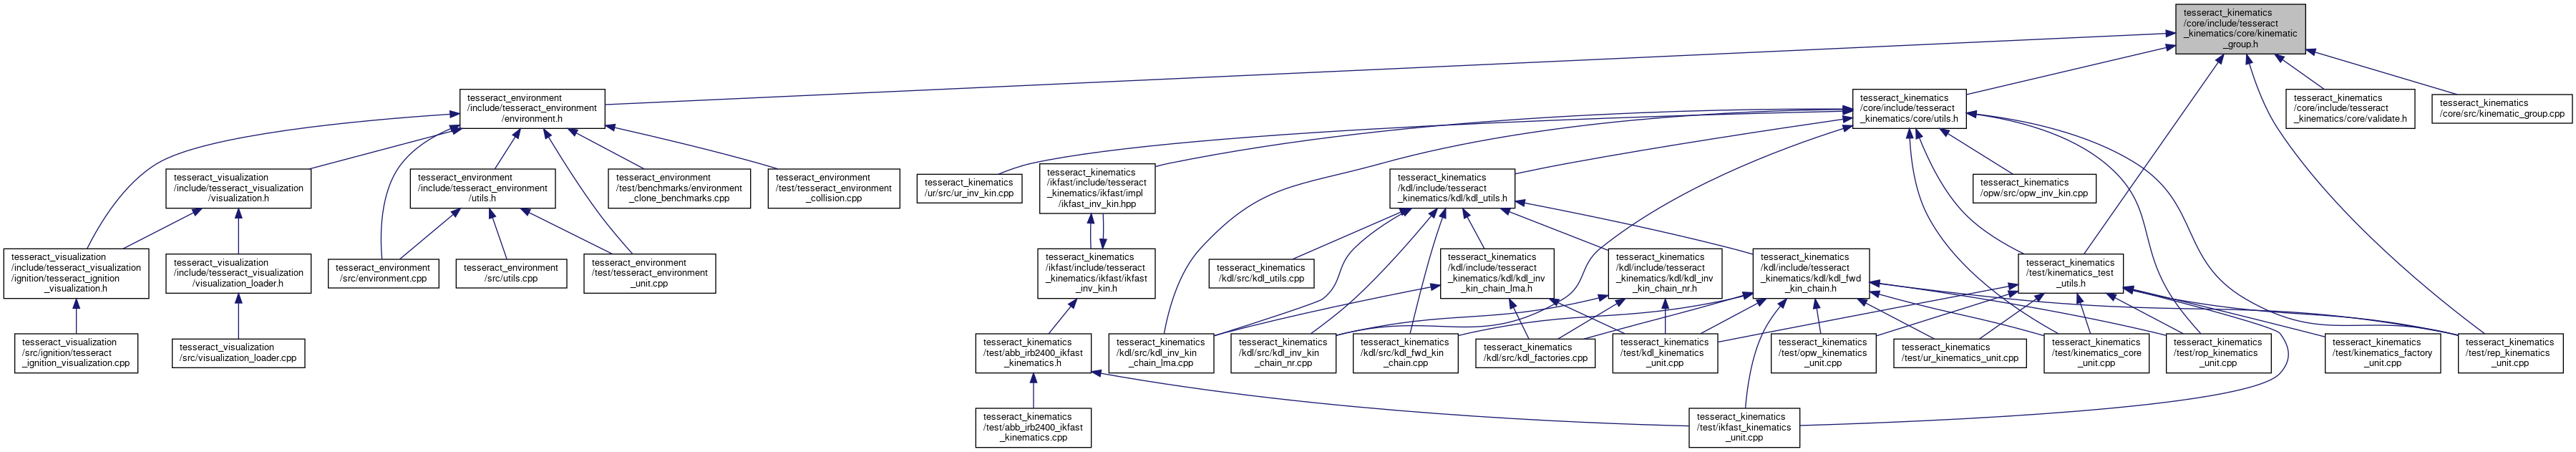 tesseract_kinematics
/core/include/tesseract
_kinematics/core/kinematic
_group.h
tesseract_environment
/include/tesseract_environment
/environment.h
tesseract_kinematics
/core/include/tesseract
_kinematics/core/utils.h
tesseract_kinematics
/core/include/tesseract
_kinematics/core/validate.h
tesseract_kinematics
/core/src/kinematic_group.cpp
tesseract_visualization
/include/tesseract_visualization
/visualization.h
tesseract_environment
/include/tesseract_environment
/utils.h
tesseract_environment
/test/benchmarks/environment
_clone_benchmarks.cpp
tesseract_environment
/test/tesseract_environment
_collision.cpp
tesseract_kinematics
/ur/src/ur_inv_kin.cpp
tesseract_kinematics
/ikfast/include/tesseract
_kinematics/ikfast/impl
/ikfast_inv_kin.hpp
tesseract_kinematics
/kdl/include/tesseract
_kinematics/kdl/kdl_utils.h
tesseract_kinematics
/opw/src/opw_inv_kin.cpp
tesseract_visualization
/include/tesseract_visualization
/ignition/tesseract_ignition
_visualization.h
tesseract_visualization
/include/tesseract_visualization
/visualization_loader.h
tesseract_environment
/src/environment.cpp
tesseract_environment
/src/utils.cpp
tesseract_environment
/test/tesseract_environment
_unit.cpp
tesseract_kinematics
/ikfast/include/tesseract
_kinematics/ikfast/ikfast
_inv_kin.h
tesseract_kinematics
/kdl/src/kdl_utils.cpp
tesseract_kinematics
/kdl/include/tesseract
_kinematics/kdl/kdl_inv
_kin_chain_lma.h
tesseract_kinematics
/kdl/include/tesseract
_kinematics/kdl/kdl_inv
_kin_chain_nr.h
tesseract_kinematics
/kdl/include/tesseract
_kinematics/kdl/kdl_fwd
_kin_chain.h
tesseract_kinematics
/test/kinematics_test
_utils.h
tesseract_visualization
/src/ignition/tesseract
_ignition_visualization.cpp
tesseract_visualization
/src/visualization_loader.cpp
tesseract_kinematics
/test/abb_irb2400_ikfast
_kinematics.h
tesseract_kinematics
/kdl/src/kdl_inv_kin
_chain_lma.cpp
tesseract_kinematics
/kdl/src/kdl_inv_kin
_chain_nr.cpp
tesseract_kinematics
/kdl/src/kdl_fwd_kin
_chain.cpp
tesseract_kinematics
/kdl/src/kdl_factories.cpp
tesseract_kinematics
/test/kdl_kinematics
_unit.cpp
tesseract_kinematics
/test/opw_kinematics
_unit.cpp
tesseract_kinematics
/test/ur_kinematics_unit.cpp
tesseract_kinematics
/test/kinematics_core
_unit.cpp
tesseract_kinematics
/test/rop_kinematics
_unit.cpp
tesseract_kinematics
/test/kinematics_factory
_unit.cpp
tesseract_kinematics
/test/rep_kinematics
_unit.cpp
tesseract_kinematics
/test/abb_irb2400_ikfast
_kinematics.cpp
tesseract_kinematics
/test/ikfast_kinematics
_unit.cpp